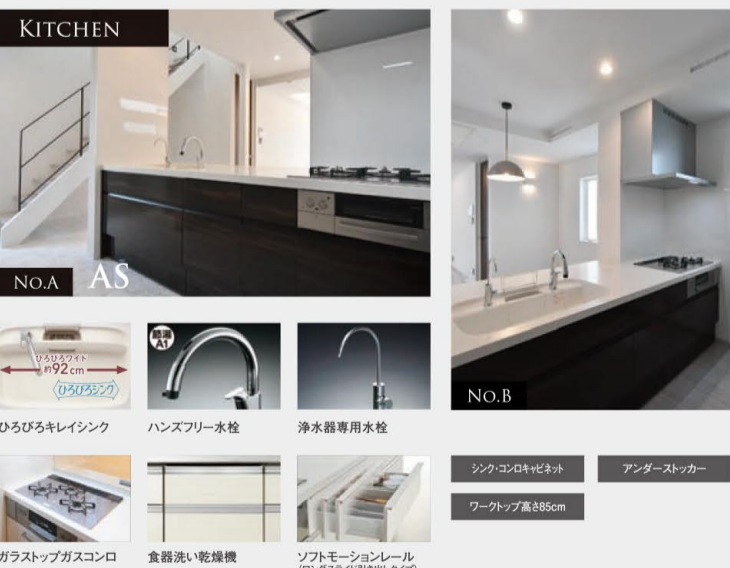 KITCHEN
NO.A
AS
NO.B
ひろびろワイド
約92cm
ひろびろシンク
節湯
A1
ひろびろキレイシンク
ハンズフリー水栓
浄水器専用水栓
シンク・コンロキャビネット
アンダーストッカー
ワークトップ高さ85cm
ガラストップガスコンロ
食器洗い乾燥機
ソフトモーションレール